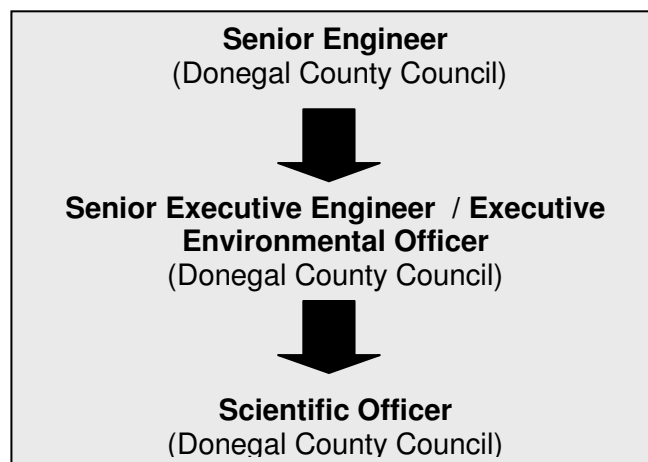 Senior Engineer
(Donegal County Council)
Senior Executive Engineer / Executive
Environmental Officer
(Donegal County Council)
Scientific Officer
(Donegal County Council)